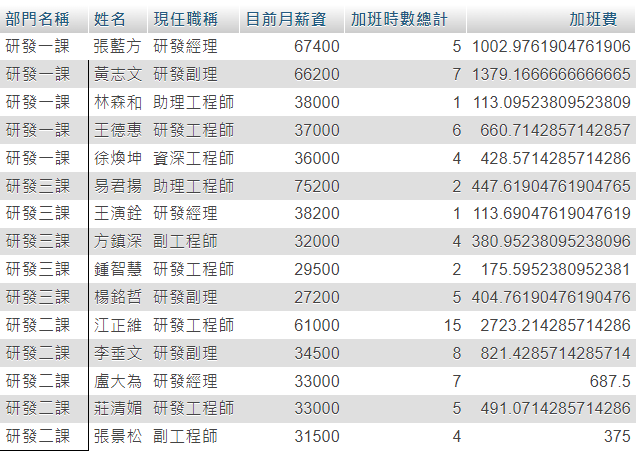 部門名稱 姓名 現任職稱 目前月薪資 加班時數總計 加班費
研發一課 張藍方 研發經理 67400 5 1002.9761904761906
研發一課 黃志文 研發副理 66200 7 1379.1666666666665
研發一課 林森和 助理工程師 38000 1 113.09523809523809
研發一課 王德惠 研發工程師 37000 6 660.7142857142857
研發一課 徐煥坤 資深工程師 36000 4 428.5714285714286
研發三課 易君揚 助理工程師 75200 2 447.61904761904765
研發三課 王演銓 研發經理 38200 1 113.69047619047619
研發三課 方鎮深 副工程師 32000 4 380.95238095238096
研發三課 鍾智慧 研發工程師 29500 2 175.5952380952381
研發三課 楊銘哲 研發副理 27200 5 404.76190476190476
研發二課 江正維 研發工程師 61000 15 2723.214285714286
研發二課 李垂文 研發副理 34500 8 821.4285714285714
研發二課 盧大為 研發經理 33000 7 687.5
研發二課 莊清媚 研發工程師 33000 5 491.0714285714286
研發二課 張景松 副工程師 31500 4 375